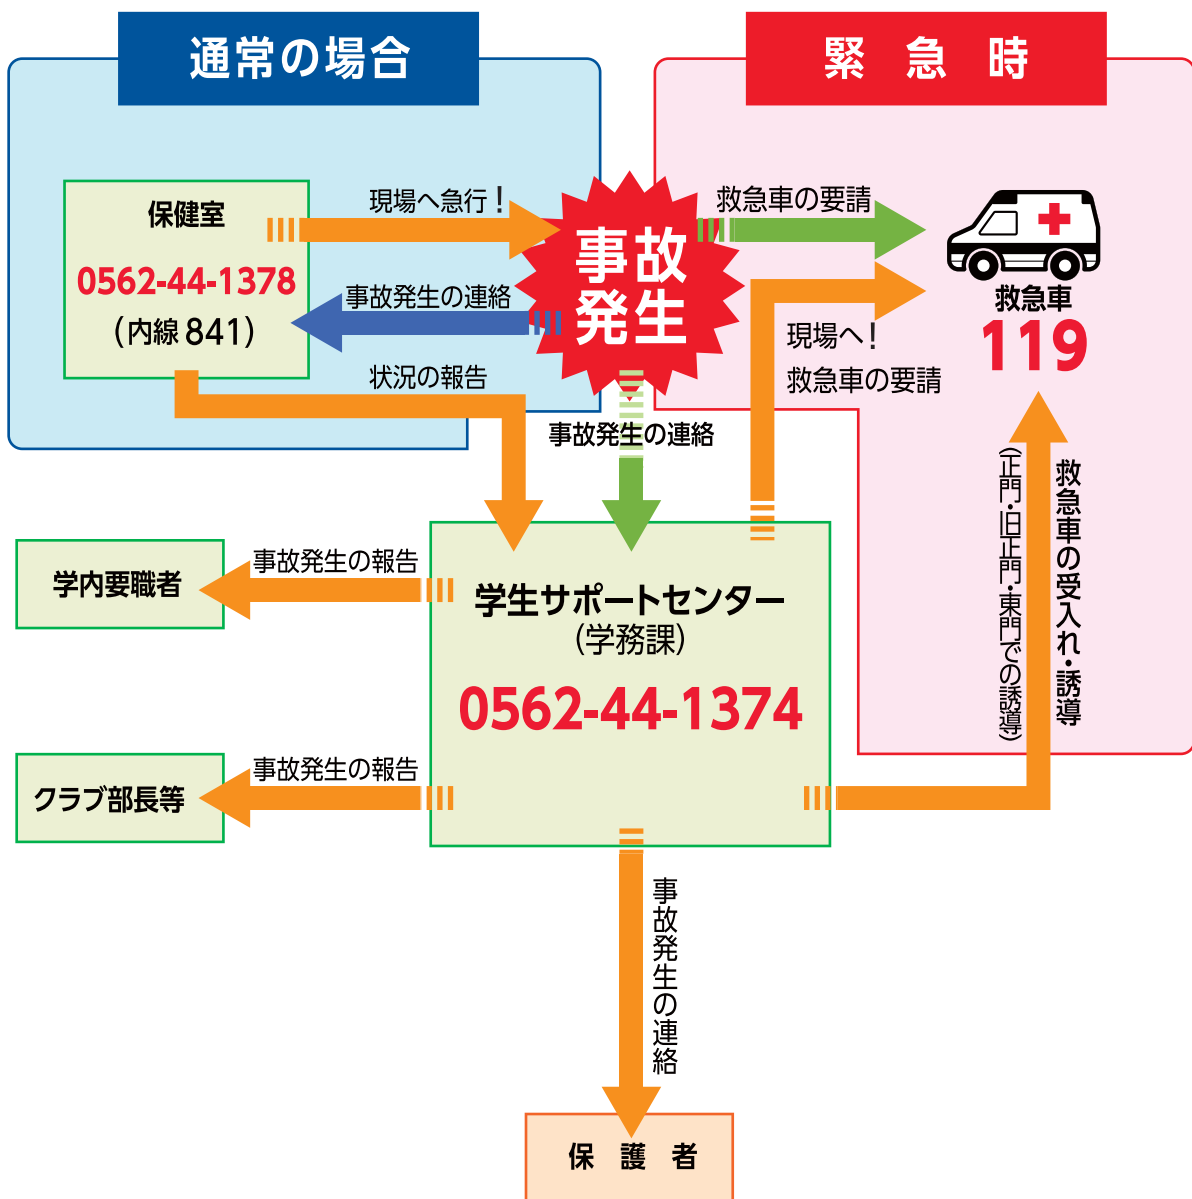 通常の場合
緊急時
保健室
0562-44-1378
(内線 841)
現場へ急行！
事故発生の連絡
状況の報告
事故
発生
救急車の要請
救急車
119
現場へ！
救急車の要請
事故発生の連絡
救急車の受入れ・誘導
(正門・旧正門・東門での誘導)
学内要職者
事故発生の報告
学生サポートセンター
(学務課)
0562-44-1374
クラブ部長等
事故発生の報告
事故発生の連絡
保護者